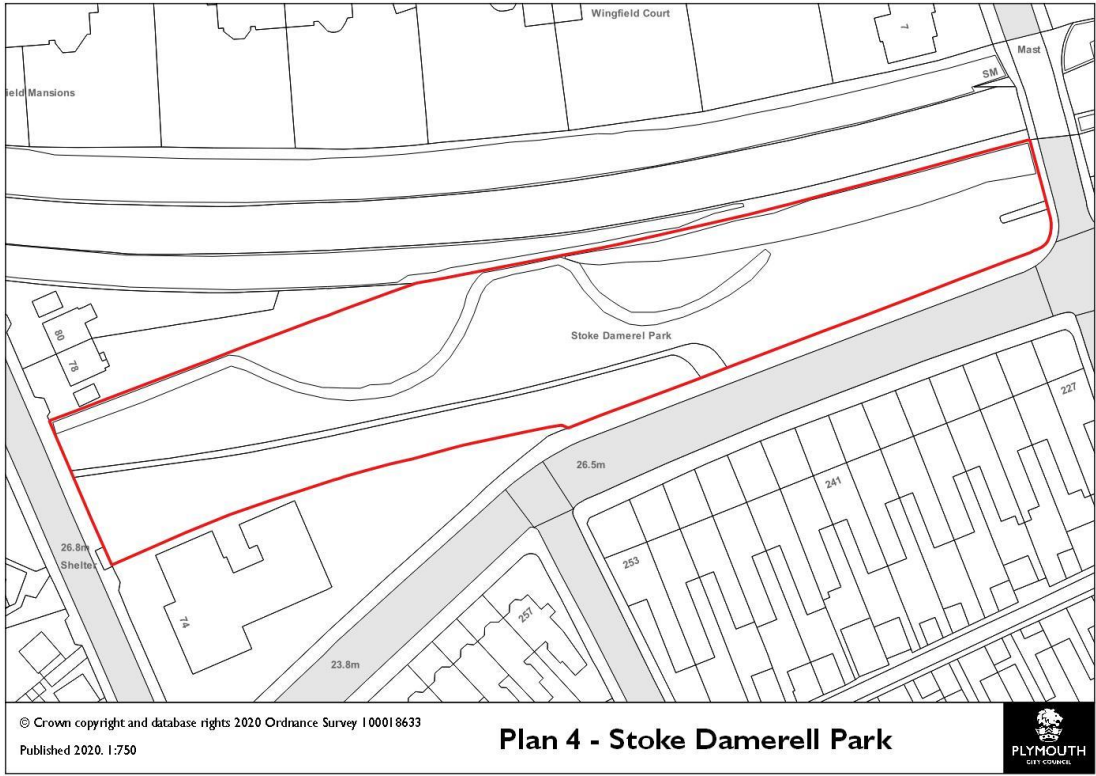 Wingfield Court
7
Mast
SM
ield Mansions
80
78
Stoke Damerel Park
227
26.5m
241
26.8m
Shelter
253
74
257
23.8m
© Crown copyright and database rights 2020 Ordnance Survey 100018633
Published 2020. 1:750
Plan 4 - Stoke Damerell Park
PLYMOUTH
CITY COUNCIL